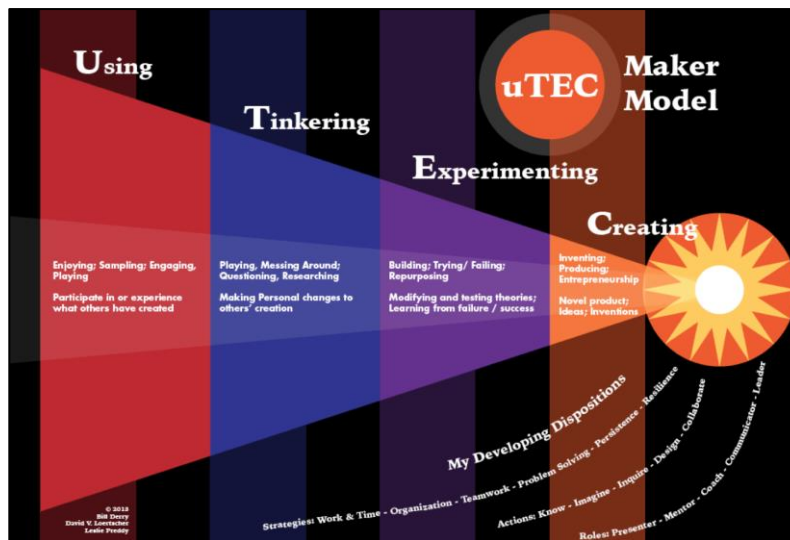 Using
Tinkering
Experimenting
Creating
uTEC
Maker
Model
Enjoying; Sampling; Engaging,
Playing
Participate in or experience
what others have created
Playing, Messing Around;
Questioning, Researching
Making Personal changes to
others' creation
Building; Trying/ Failing;
Repurposing
Modifying and testing theories;
Learning from failure / success
Inventing;
Producing;
Entrepreneurship
Novel product;
Ideas; Inventions
My Developing Dispositions
Strategies: Work & Time - Organization - Teamwork - Problem Solving - Persistence - Resilience
Actions: Know - Imagine - Inquire - Design - Collaborate
Roles: Presenter - Mentor - Coach - Communicator - Leader
© 2013
Bill Derry
David V. Loertscher
Leslie Preddy